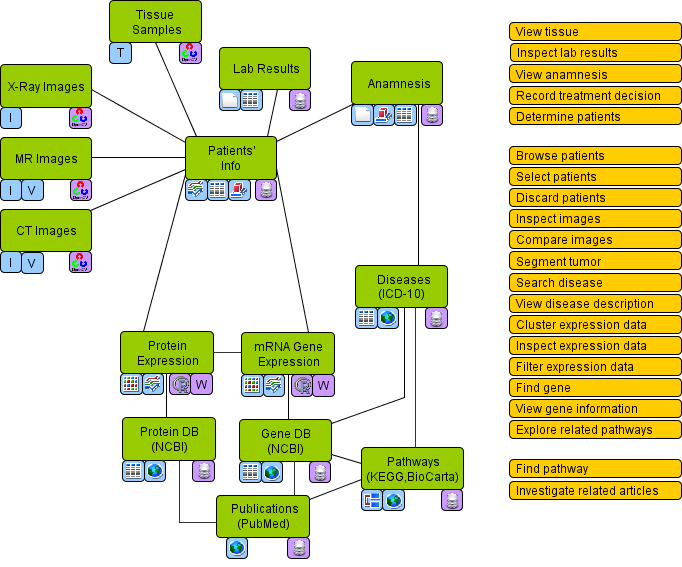 Tissue
Samples
T
Lab Results
X-Ray Images
I
Anamnesis
MR Images
I V
Patients'
Info
CT Images
I V
Diseases
(ICD-10)
Protein
Expression
W
mRNA Gene
Expression
W
Protein DB
(NCBI)
Gene DB
(NCBI)
Pathways
(KEGG,BioCarta)
Publications
(PubMed)
View tissue
Inspect lab results
View anamnesis
Record treatment decision
Determine patients
Browse patients
Select patients
Discard patients
Inspect images
Compare images
Segment tumor
Search disease
View disease description
Cluster expression data
Inspect expression data
Filter expression data
Find gene
View gene information
Explore related pathways
Find pathway
Investigate related articles